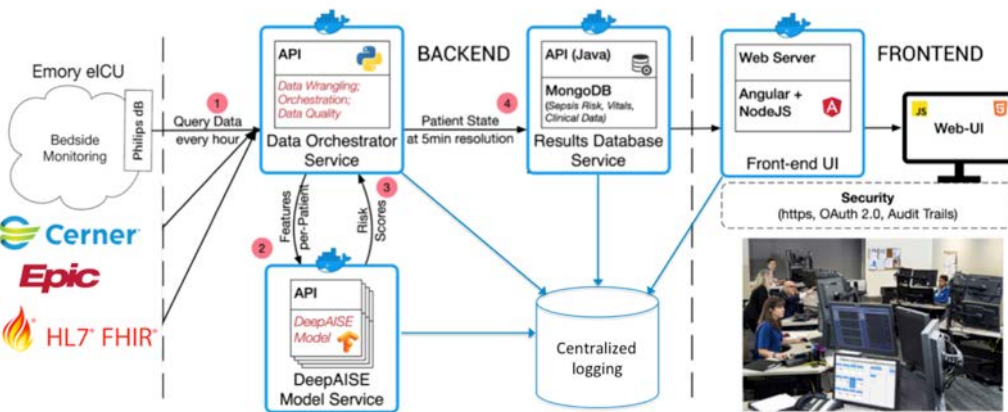 Emory eICU
Bedside
Monitoring
Philips dB
1
Query Data
every hour
Cerner
Epic
HL7® FHIR®
BACKEND
API
Data Wrangling;
Orchestration;
Data Quality
Data Orchestrator
Service
2
Features
per-Patient
3
Risk
Scores
API
DeepAISE
Model
DeepAISE
Model Service
4
Patient State
at 5min resolution
API (Java)
MongoDB
(Sepsis Risk, Vitals,
Clinical Data)
Results Database
Service
Centralized
logging
FRONTEND
Web Server
Angular +
NodeJS
Front-end UI
JS
5
Web-UI
Security
(https, OAuth 2.0, Audit Trails)